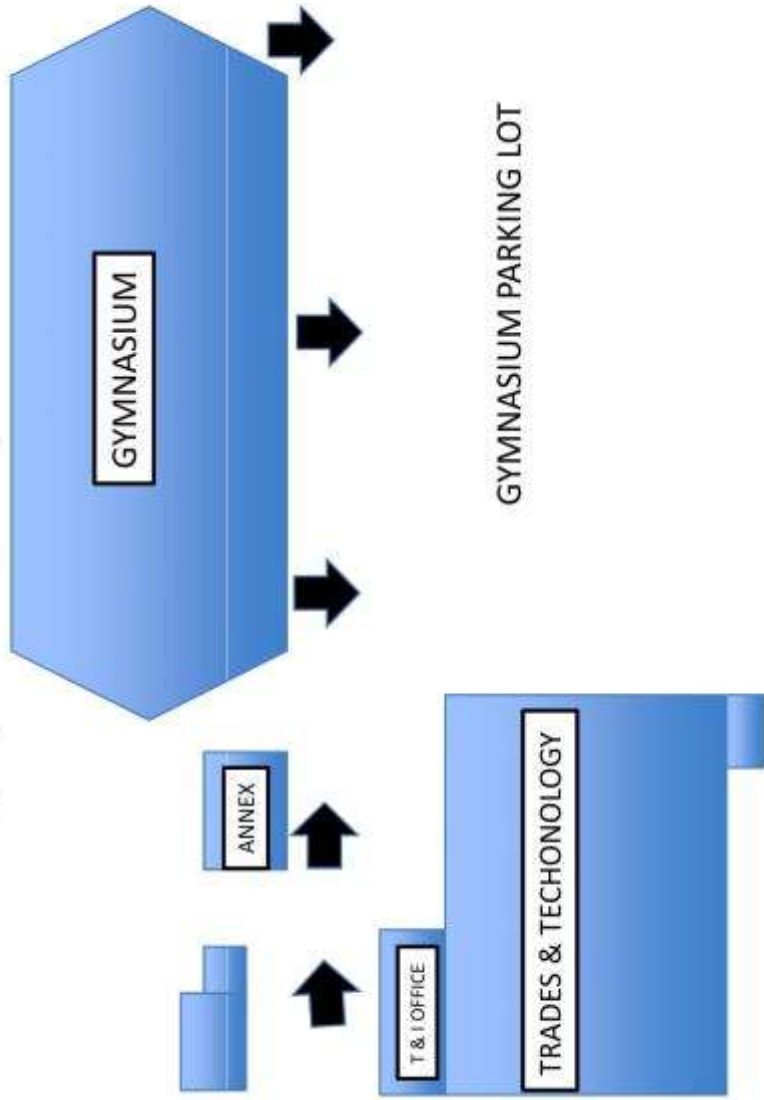 GYMNASIUM
GYMNASIUM PARKING LOT
ANNEX
T & I OFFICE
TRADES & TECHONOLOGY